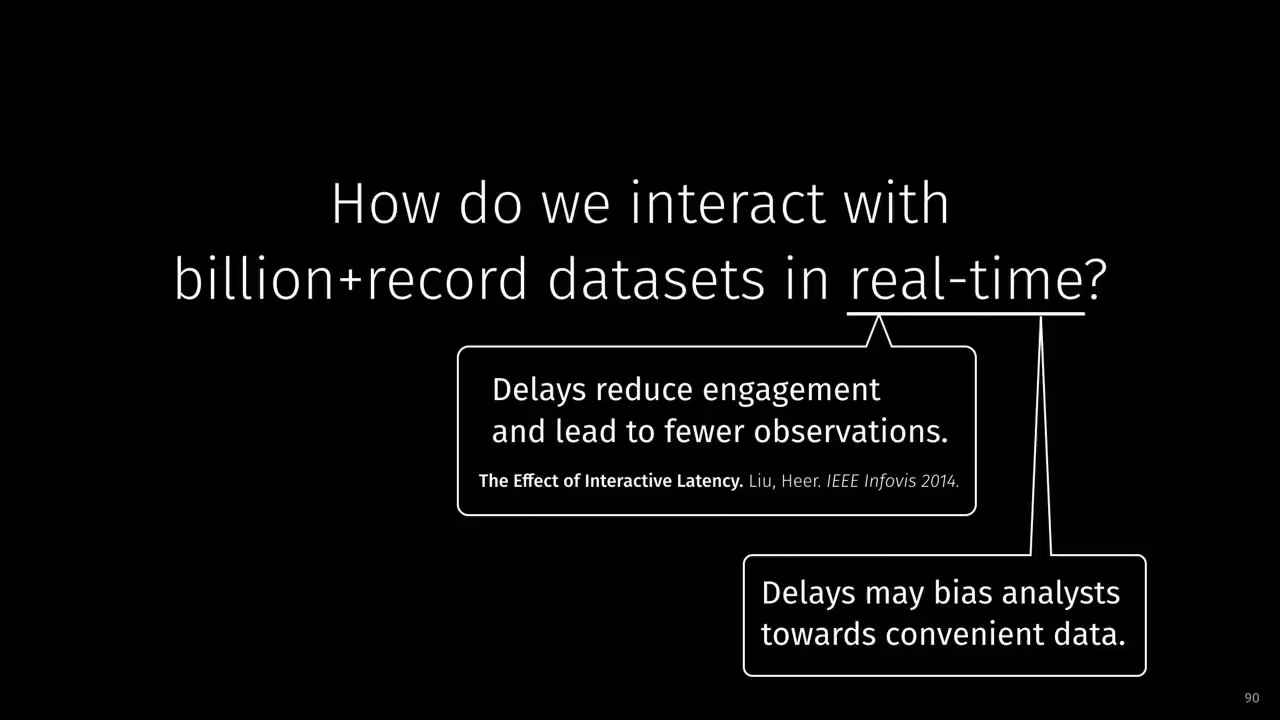 How do we interact with
billion+record datasets in real-time?
Delays reduce engagement
and lead to fewer observations.
The Effect of Interactive Latency. Liu, Heer. IEEE Infovis 2014.
Delays may bias analysts
towards convenient data.
90